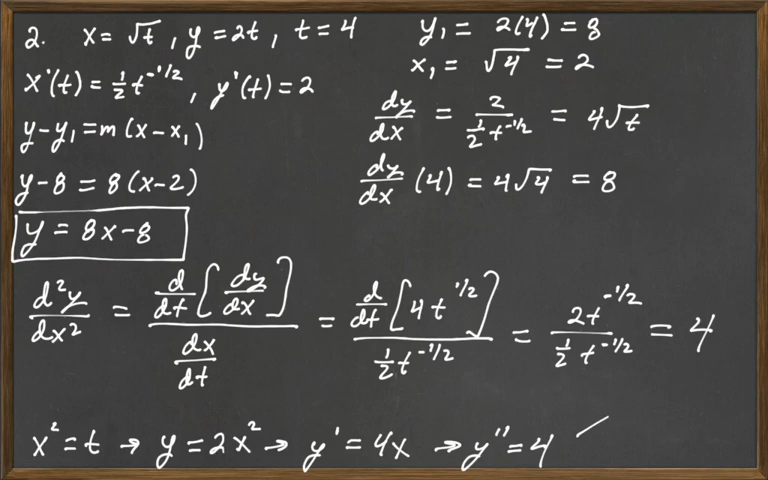 2. x = √t, y = 2t, t = 4
x'(t) = 1/2 t^-1/2, y'(t) = 2
y-y₁ = m(x-x₁)
y-8 = 8(x-2)
y = 8x-8
y₁ = 2(4) = 8
x₁ = √4 = 2
dy/dx = 2/(1/2 t^-1/2) = 4√t
dy/dx (4) = 4√4 = 8
d²y/dx² = (d/dt [dy/dx])/(dx/dt) = (d/dt [4t^1/2])/(1/2 t^-1/2) = (2t^-1/2)/(1/2 t^-1/2) = 4
x² = t → y = 2x² → y' = 4x → y'' = 4 ✓